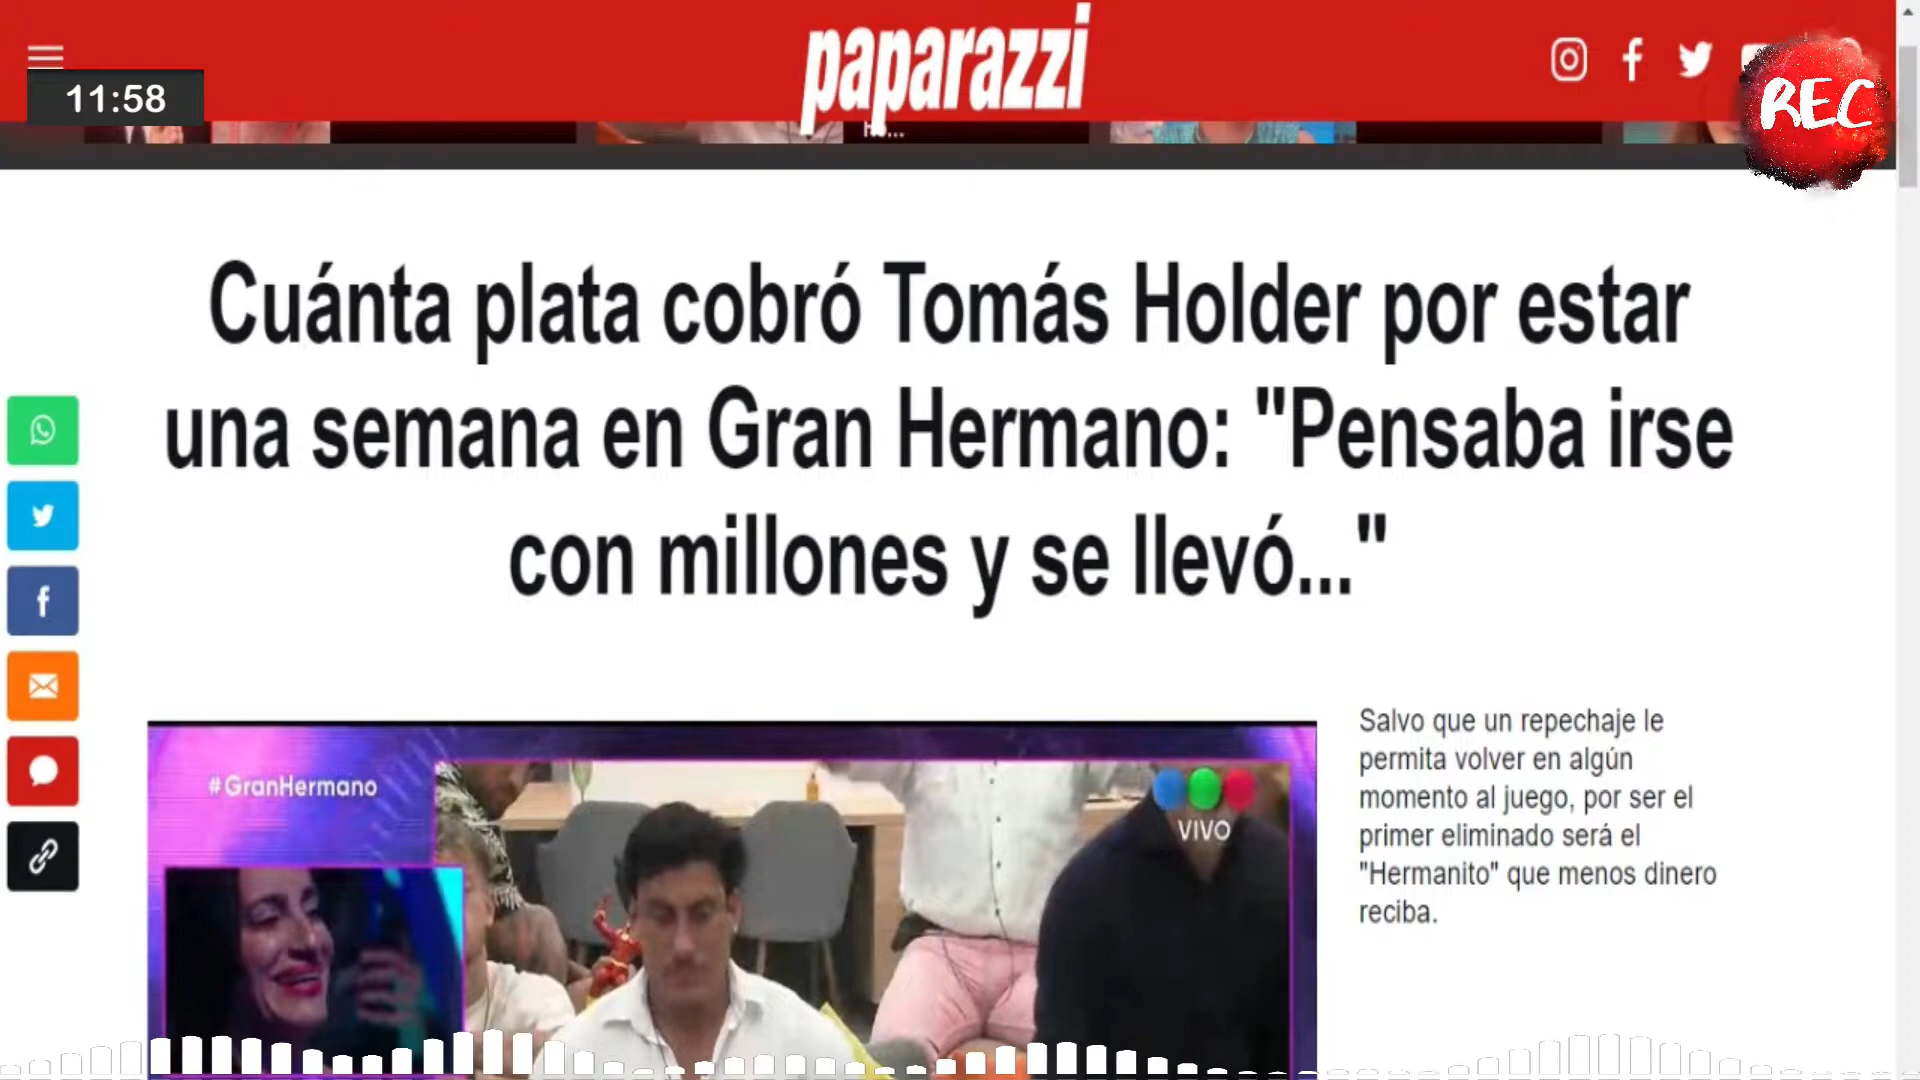 paparazzi
11:58
REC
Cuánta plata cobró Tomás Holder por estar
una semana en Gran Hermano: "Pensaba irse
con millones y se llevó..."
#GranHermano
VIVO
Salvo que un repechaje le
permita volver en algún
momento al juego, por ser el
primer eliminado será el
"Hermanito" que menos dinero
reciba.